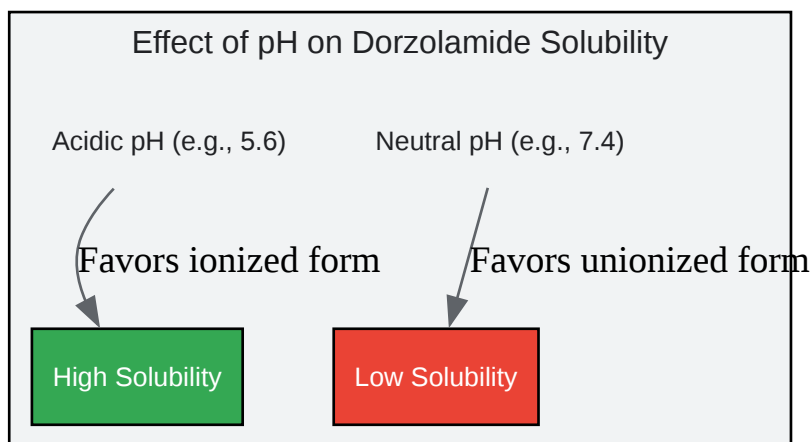 Effect of pH on Dorzolamide Solubility
Acidic pH (e.g., 5.6)
Neutral pH (e.g., 7.4)
Favors ionized form
Favors unionized form
High Solubility
Low Solubility